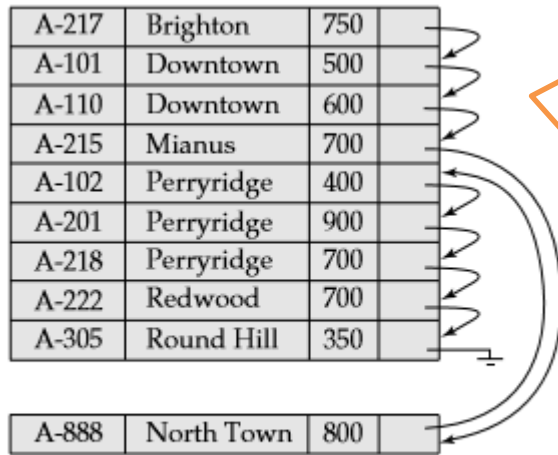 A-217 Brighton 750
A-101 Downtown 500
A-110 Downtown 600
A-215 Mianus 700
A-102 Perryridge 400
A-201 Perryridge 900
A-218 Perryridge 700
A-222 Redwood 700
A-305 Round Hill 350
A-888 North Town 800